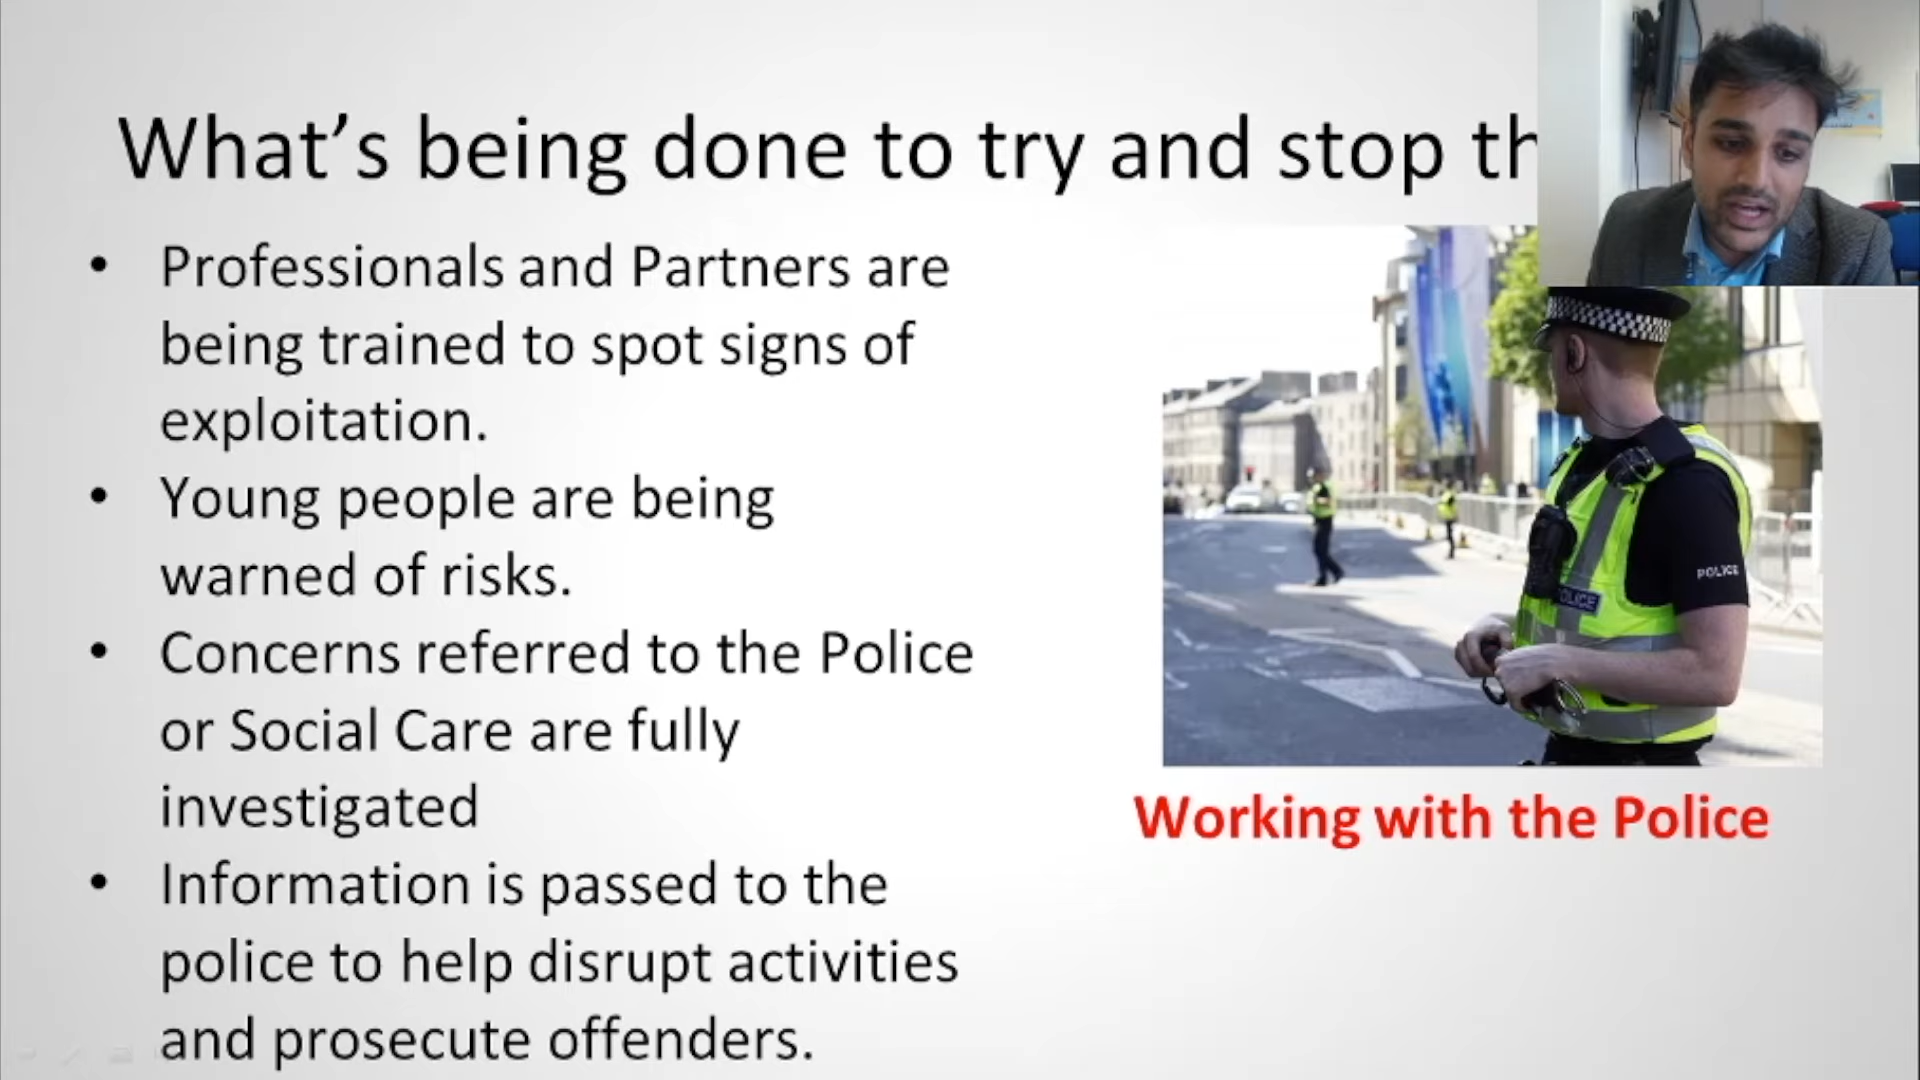 What's being done to try and stop th
Professionals and Partners are
being trained to spot signs of
exploitation.
Young people are being
warned of risks.
Concerns referred to the Police
or Social Care are fully
investigated
Information is passed to the
police to help disrupt activities
and prosecute offenders.
POLICE
POLICE
Working with the Police